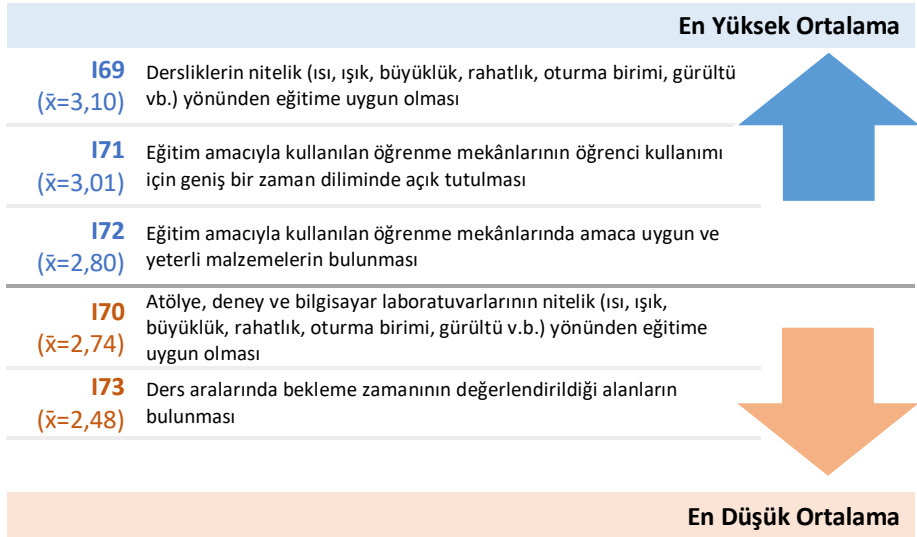 En Yüksek Ortalama
I69
(x̄=3,10)
Dersliklerin nitelik (ısı, ışık, büyüklük, rahatlık, oturma birimi, gürültü
vb.) yönünden eğitime uygun olması
I71
(x̄=3,01)
Eğitim amacıyla kullanılan öğrenme mekânlarının öğrenci kullanımı
için geniş bir zaman diliminde açık tutulması
I72
(x̄=2,80)
Eğitim amacıyla kullanılan öğrenme mekânlarında amaca uygun ve
yeterli malzemelerin bulunması
I70
(x̄=2,74)
Atölye, deney ve bilgisayar laboratuvarlarının nitelik (ısı, ışık,
büyüklük, rahatlık, oturma birimi, gürültü v.b.) yönünden eğitime
uygun olması
I73
(x̄=2,48)
Ders aralarında bekleme zamanının değerlendirildiği alanların
bulunması
En Düşük Ortalama